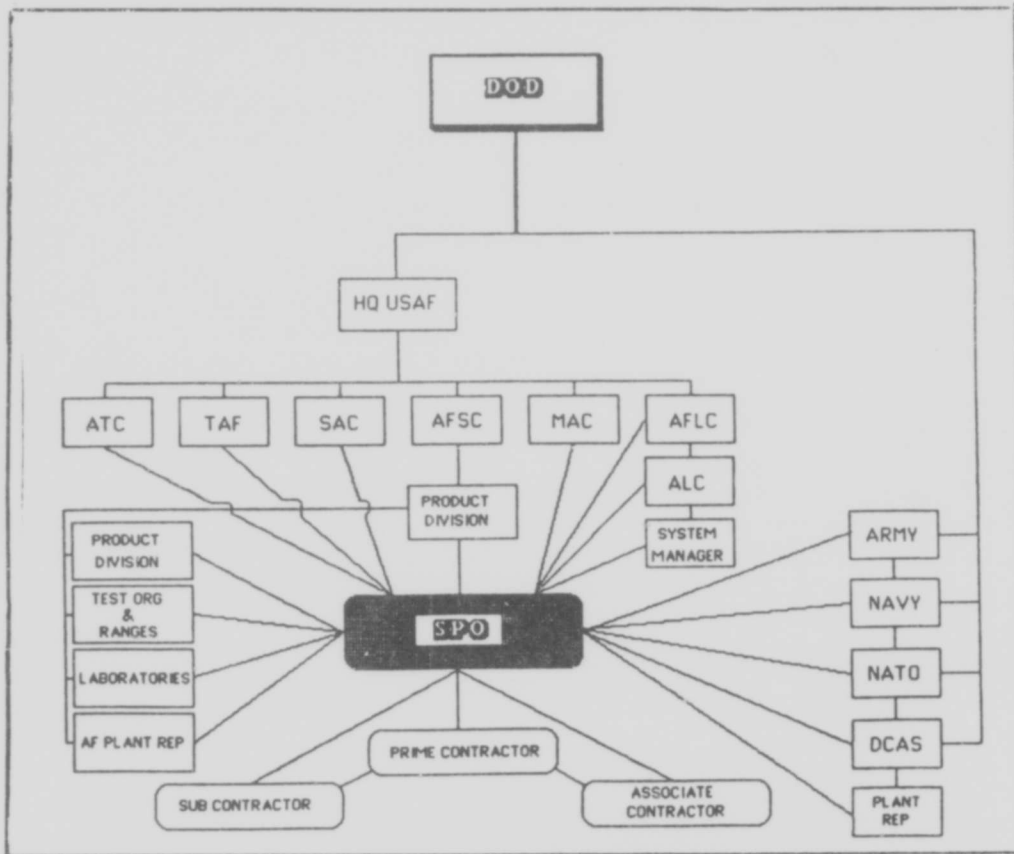 DOD
HQ USAF
ATC
TAF
SAC
AFSC
MAC
AFLC
ALC
PRODUCT
DIVISION
SYSTEM
MANAGER
PRODUCT
DIVISION
TEST ORG
&
RANGES
LABORATORIES
AF PLANT REP
SPO
ARMY
NAVY
NATO
DCAS
PLANT
REP
PRIME CONTRACTOR
SUB CONTRACTOR
ASSOCIATE
CONTRACTOR